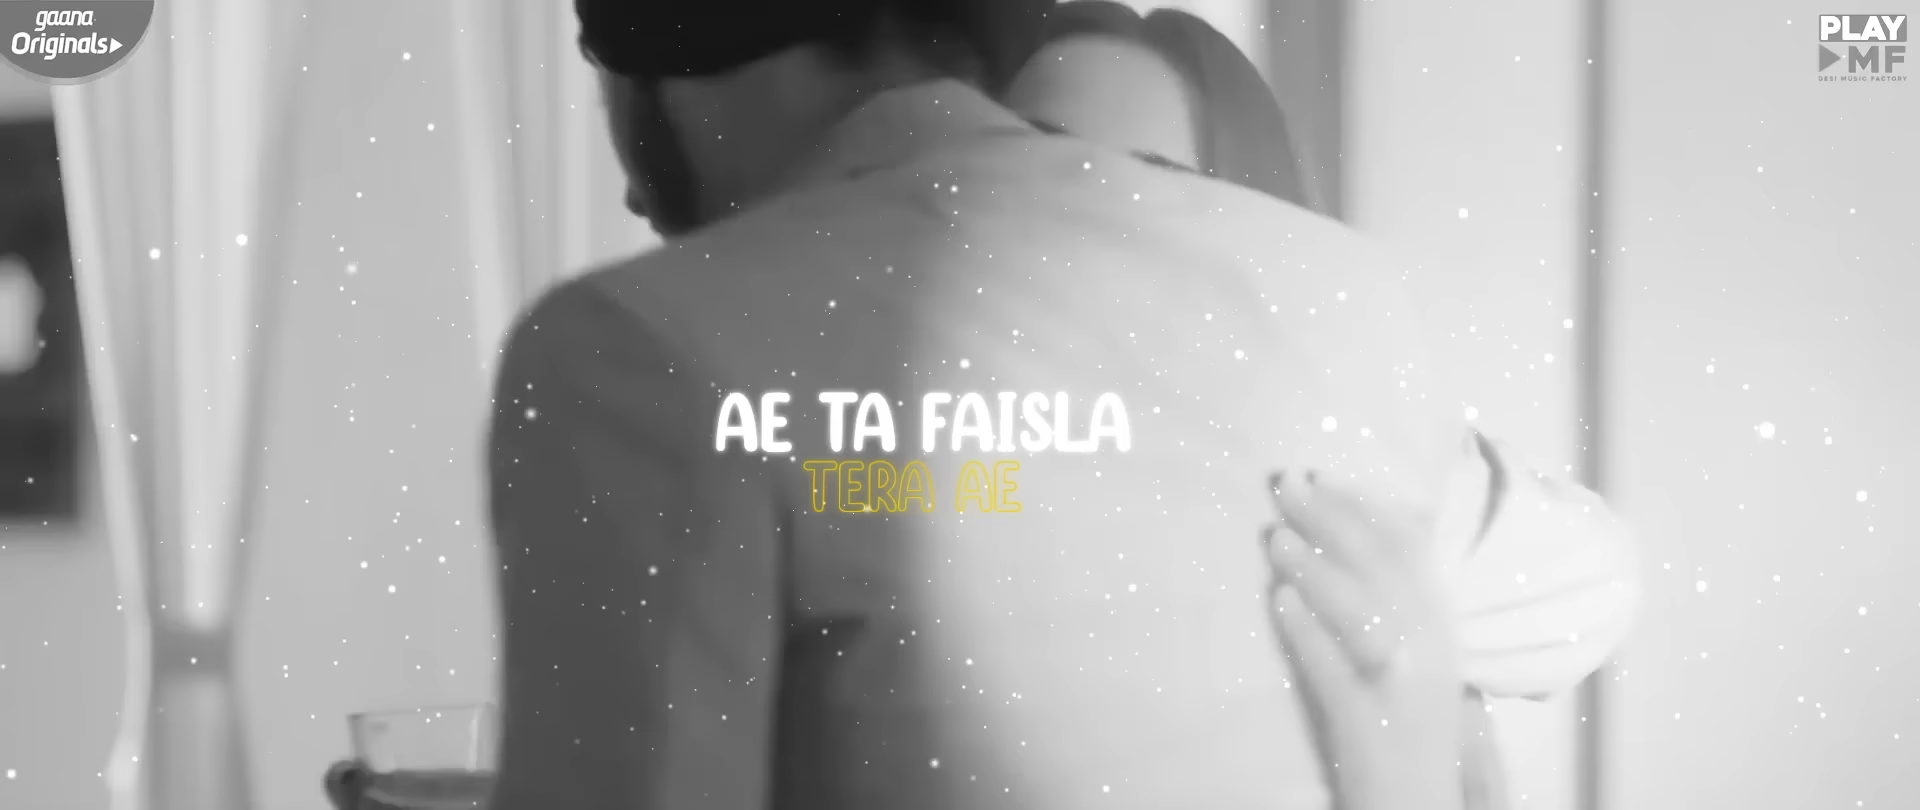 gaana
Originals
PLAY
MF
DESI MUSIC FACTORY
AE TA FAISLA
TERA AE